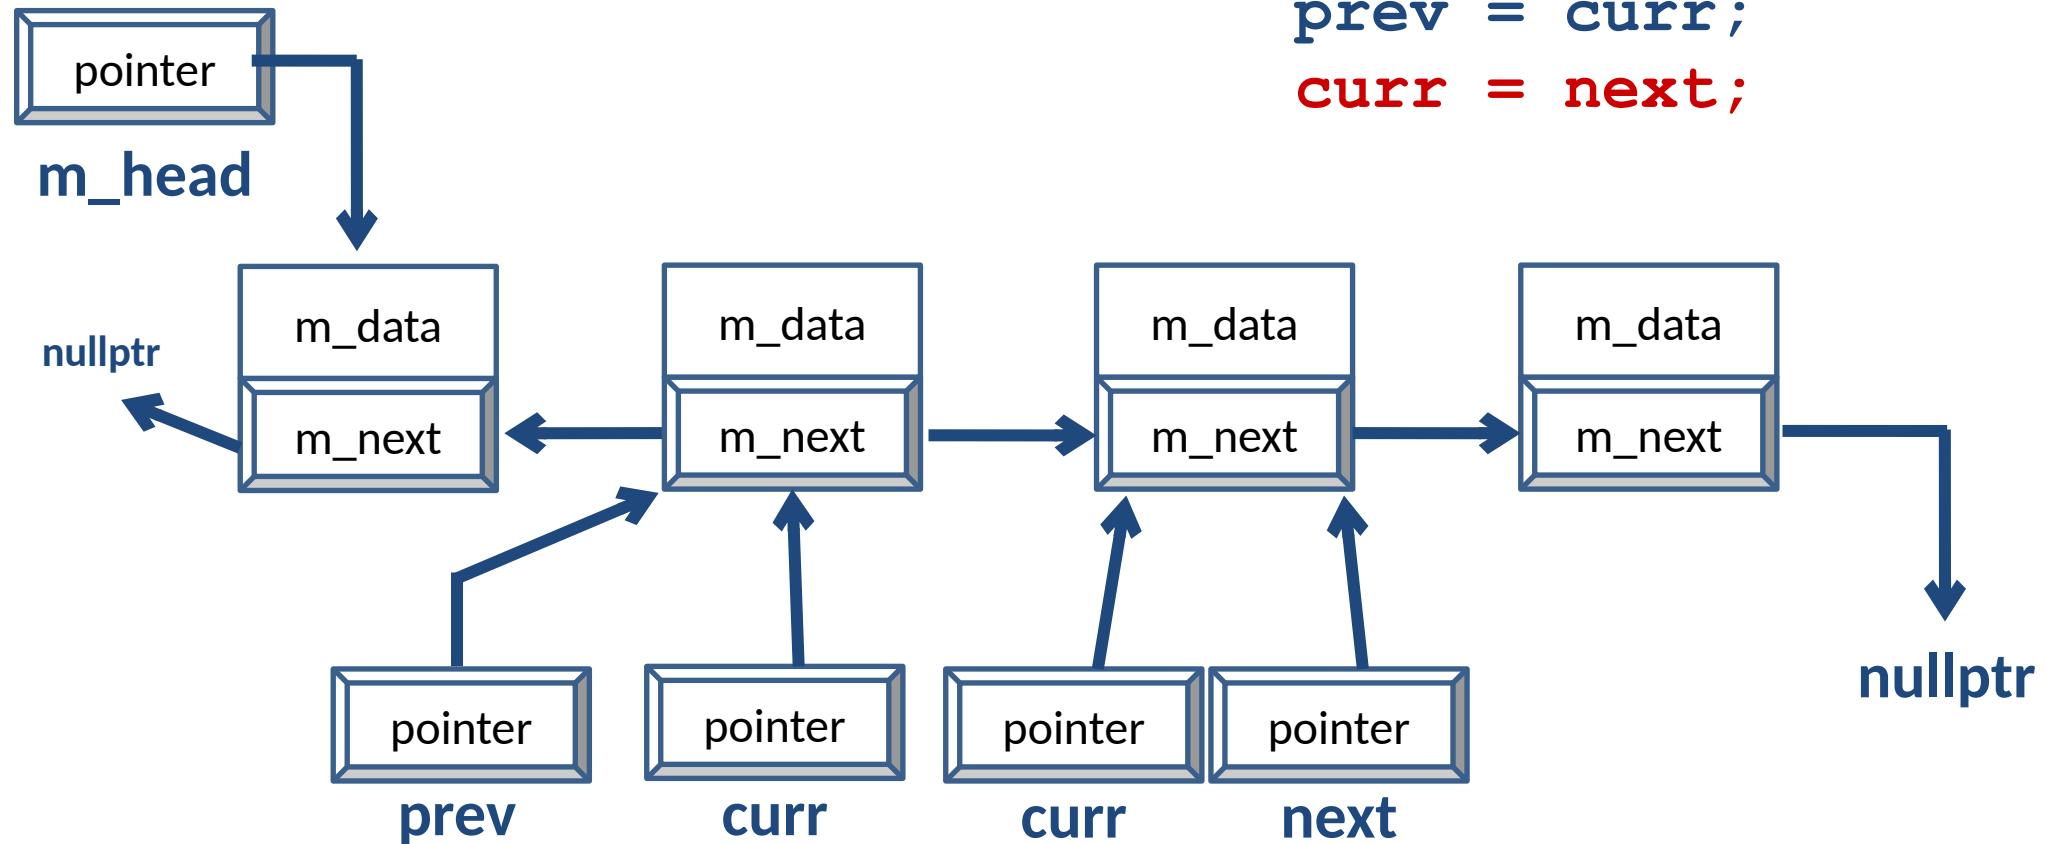 prev = curr;
pointer
curr = next;
m_head
m_data
m_data
m_data
m_data
nullptr
m_next
m_next
m_next
m_next
nullptr
pointer
pointer
pointer
pointer
prev
curr
curr
next